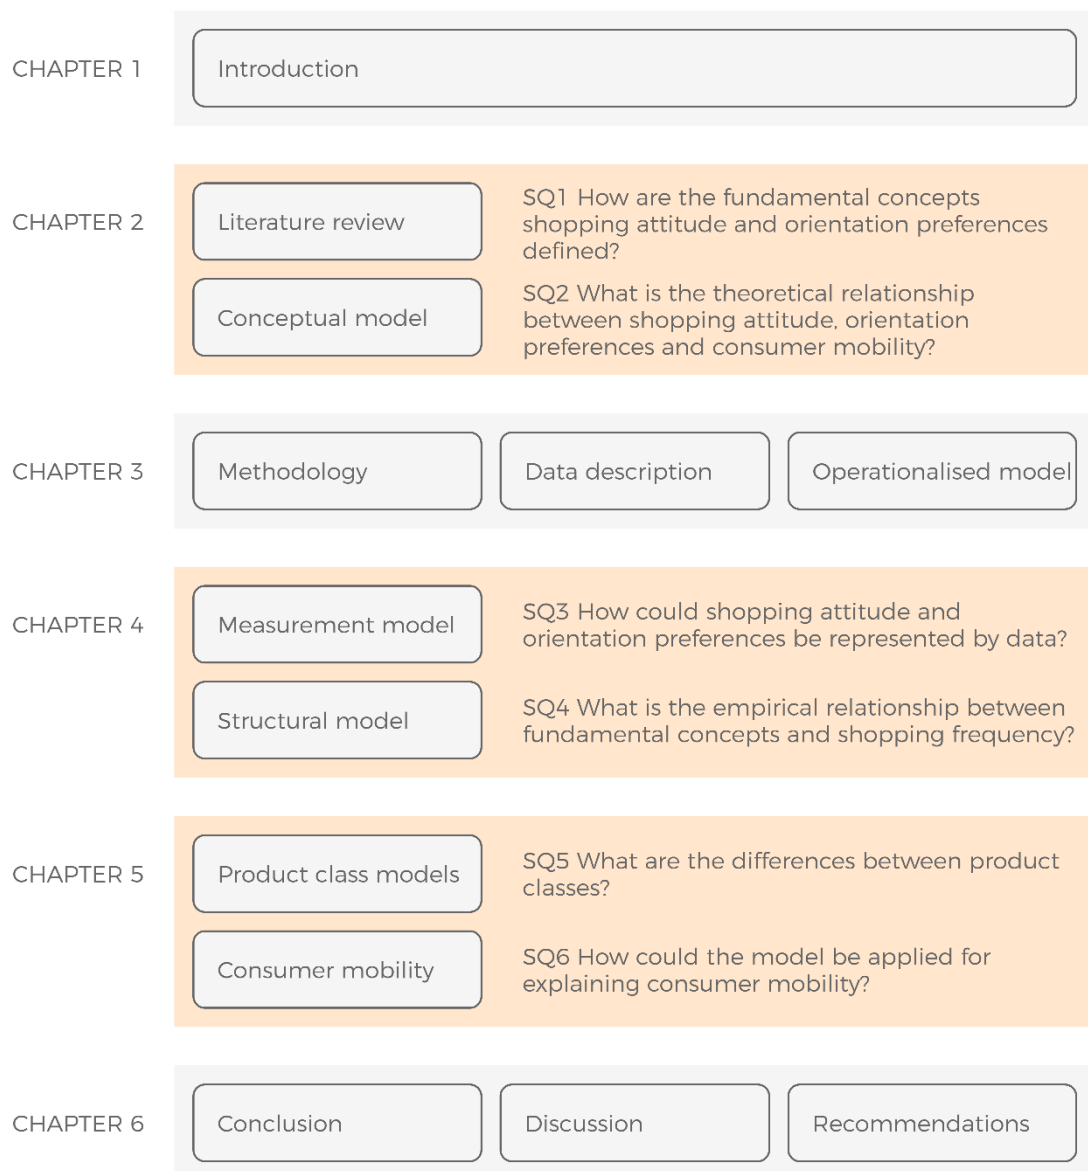 CHAPTER 1
Introduction
CHAPTER 2
Literature review
SQ1 How are the fundamental concepts
shopping attitude and orientation preferences
defined?
Conceptual model
SQ2 What is the theoretical relationship
between shopping attitude, orientation
preferences and consumer mobility?
CHAPTER 3
Methodology
Data description
Operationalised model
CHAPTER 4
Measurement model
SQ3 How could shopping attitude and
orientation preferences be represented by data?
Structural model
SQ4 What is the empirical relationship between
fundamental concepts and shopping frequency?
CHAPTER 5
Product class models
SQ5 What are the differences between product
classes?
Consumer mobility
SQ6 How could the model be applied for
explaining consumer mobility?
CHAPTER 6
Conclusion
Discussion
Recommendations